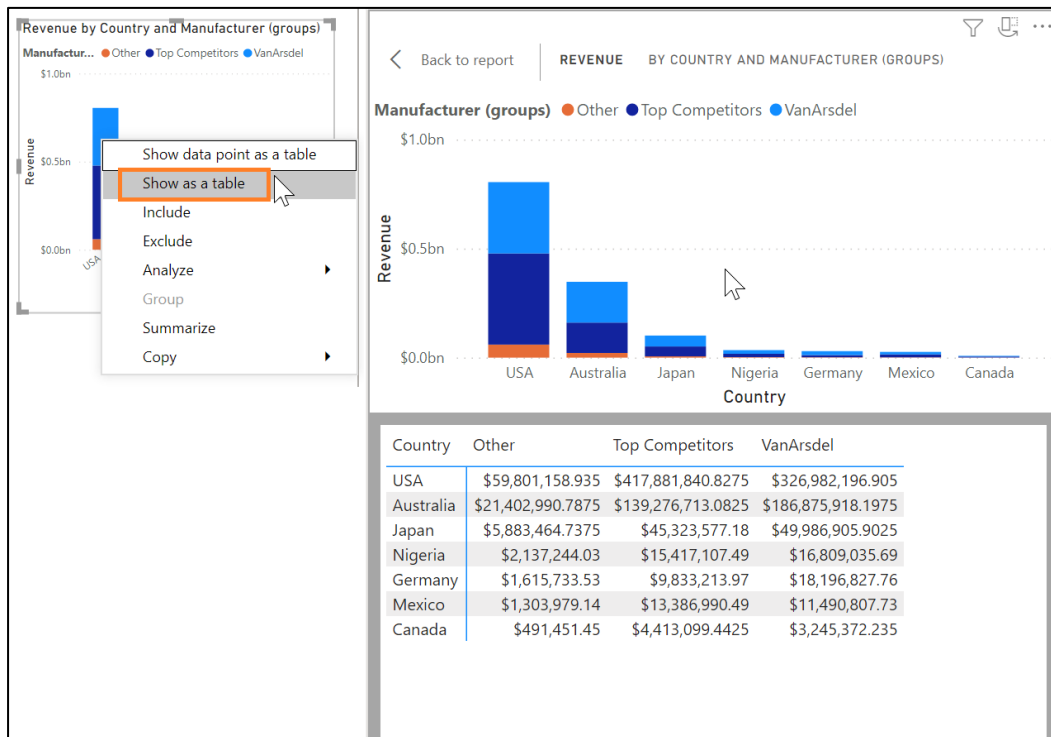 Revenue by Country and Manufacturer (groups)
Manufactur... Other Top Competitors VanArsdel
$1.0bn
$0.5bn
$0.0bn
Revenue
USA
Show data point as a table
Show as a table
Include
Exclude
Analyze
Group
Summarize
Copy
Back to report REVENUE BY COUNTRY AND MANUFACTURER (GROUPS)
Manufacturer (groups) Other Top Competitors VanArsdel
$1.0bn
$0.5bn
$0.0bn
Revenue
USA Australia Japan Nigeria Germany Mexico Canada
Country
Country Other Top Competitors VanArsdel
USA $59,801,158.935 $417,881,840.8275 $326,982,196.905
Australia $21,402,990.7875 $139,276,713.0825 $186,875,918.1975
Japan $5,883,464.7375 $45,323,577.18 $49,986,905.9025
Nigeria $2,137,244.03 $15,417,107.49 $16,809,035.69
Germany $1,615,733.53 $9,833,213.97 $18,196,827.76
Mexico $1,303,979.14 $13,386,990.49 $11,490,807.73
Canada $491,451.45 $4,413,099.4425 $3,245,372.235